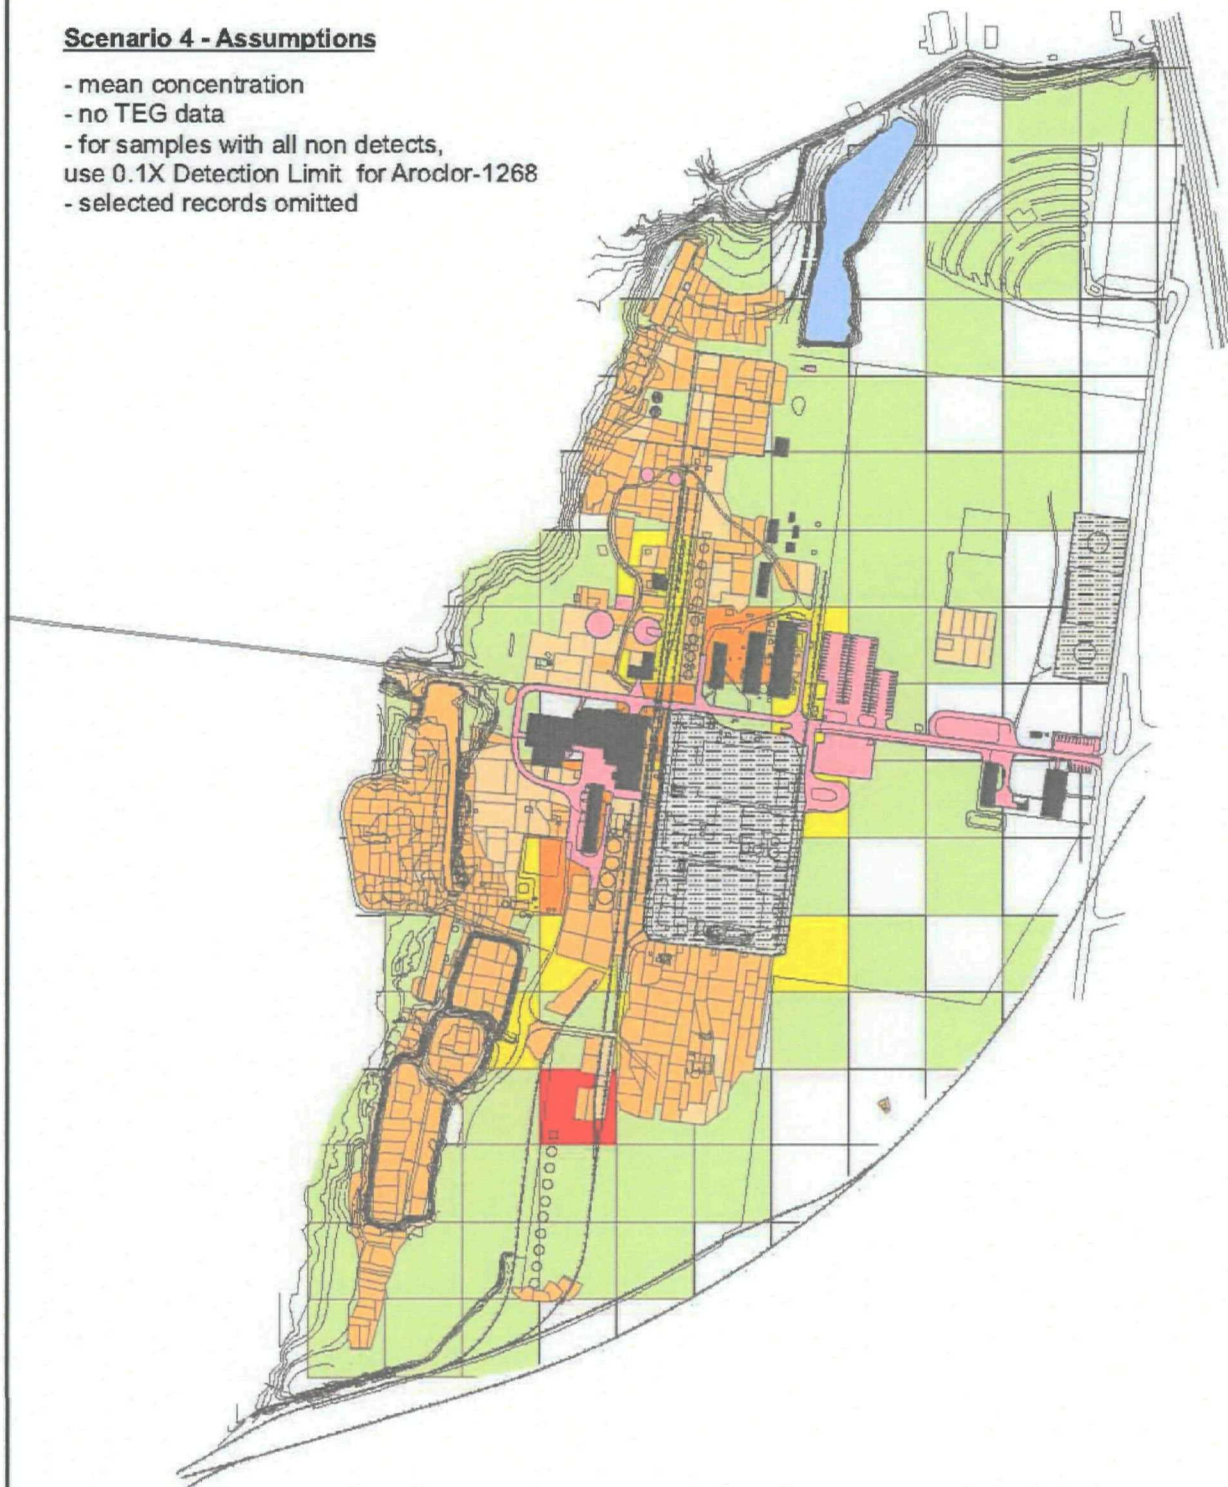 Scenario 4 - Assumptions
- mean concentration
- no TEG data
- for samples with all non detects,
use 0.1X Detection Limit for Aroclor-1268
- selected records omitted